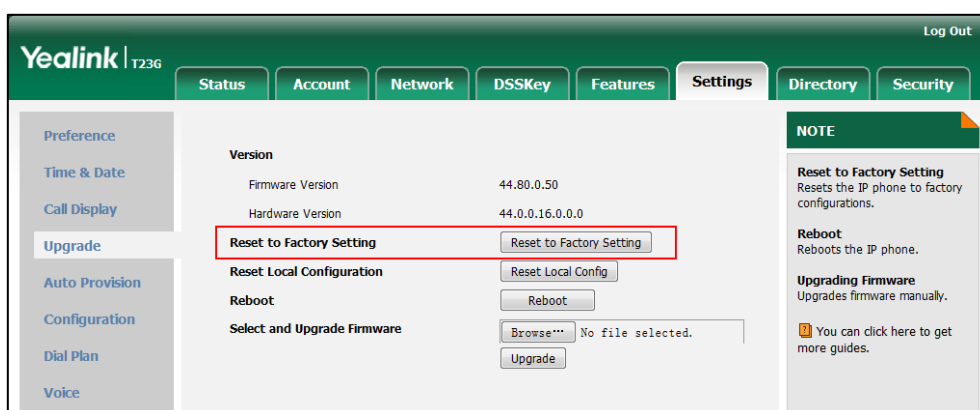 Log Out
Yealink T23G
Status Account Network DSSKey Features Settings Directory Security
Preference
Time & Date
Call Display
Upgrade
Auto Provision
Configuration
Dial Plan
Voice
Version
Firmware Version 44.80.0.50
Hardware Version 44.0.0.16.0.0.0
Reset to Factory Setting Reset to Factory Setting
Reset Local Configuration Reset Local Config
Reboot Reboot
Select and Upgrade Firmware Browse··· No file selected.
Upgrade
NOTE
Reset to Factory Setting
Resets the IP phone to factory
configurations.
Reboot
Reboots the IP phone.
Upgrading Firmware
Upgrades firmware manually.
? You can click here to get
more guides.